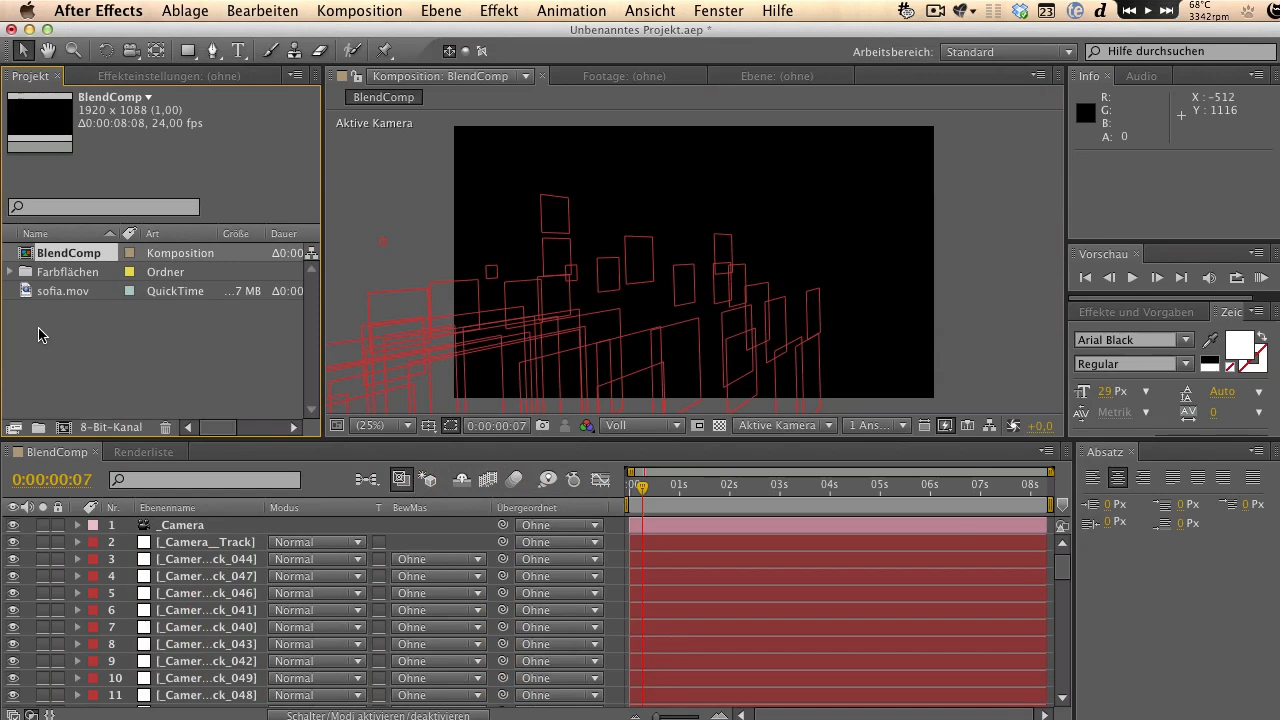 After Effects Ablage Bearbeiten Komposition Ebene Effekt Animation Ansicht Fenster Hilfe 23 68°C 3342rpm
Unbenanntes Projekt.aep *
Arbeitsbereich: Standard Hilfe durchsuchen
Projekt Effekteinstellungen: (ohne) Komposition: BlendComp Footage: (ohne) Ebene: (ohne) Info Audio
BlendComp
1920 x 1088 (1,00)
Δ0:00:08:08, 24,00 fps
BlendComp
Aktive Kamera
R:
G:
B:
A: 0
X : -512
Y : 1116
Name Art Größe Dauer
BlendComp Komposition Δ0:00
Farbflächen Ordner
sofia.mov QuickTime ...7 MB Δ0:00
Vorschau
Effekte und Vorgaben Zeic
Arial Black
Regular
29 Px Auto
Metrik 0
8-Bit-Kanal
(25%) 0:00:00:07 Voll Aktive Kamera 1 Ans... +0,0
BlendComp Renderliste
Absatz
0:00:00:07
:00s 01s 02s 03s 04s 05s 06s 07s 08s
Nr. Ebenenname Modus T BewMas Übergeordnet
0 Px 0 Px 0 Px
0 Px 0 Px
1 _Camera Ohne
2 [_Camera__Track] Normal Ohne
3 [_Camer...ck_044] Normal Ohne Ohne
4 [_Camer...ck_047] Normal Ohne Ohne
5 [_Camer...ck_046] Normal Ohne Ohne
6 [_Camer...ck_041] Normal Ohne Ohne
7 [_Camer...ck_040] Normal Ohne Ohne
8 [_Camer...ck_043] Normal Ohne Ohne
9 [_Camer...ck_042] Normal Ohne Ohne
10 [_Camer...ck_049] Normal Ohne Ohne
11 [_Camer...ck_048] Normal Ohne Ohne
Schalter/Modi aktivieren/deaktivieren